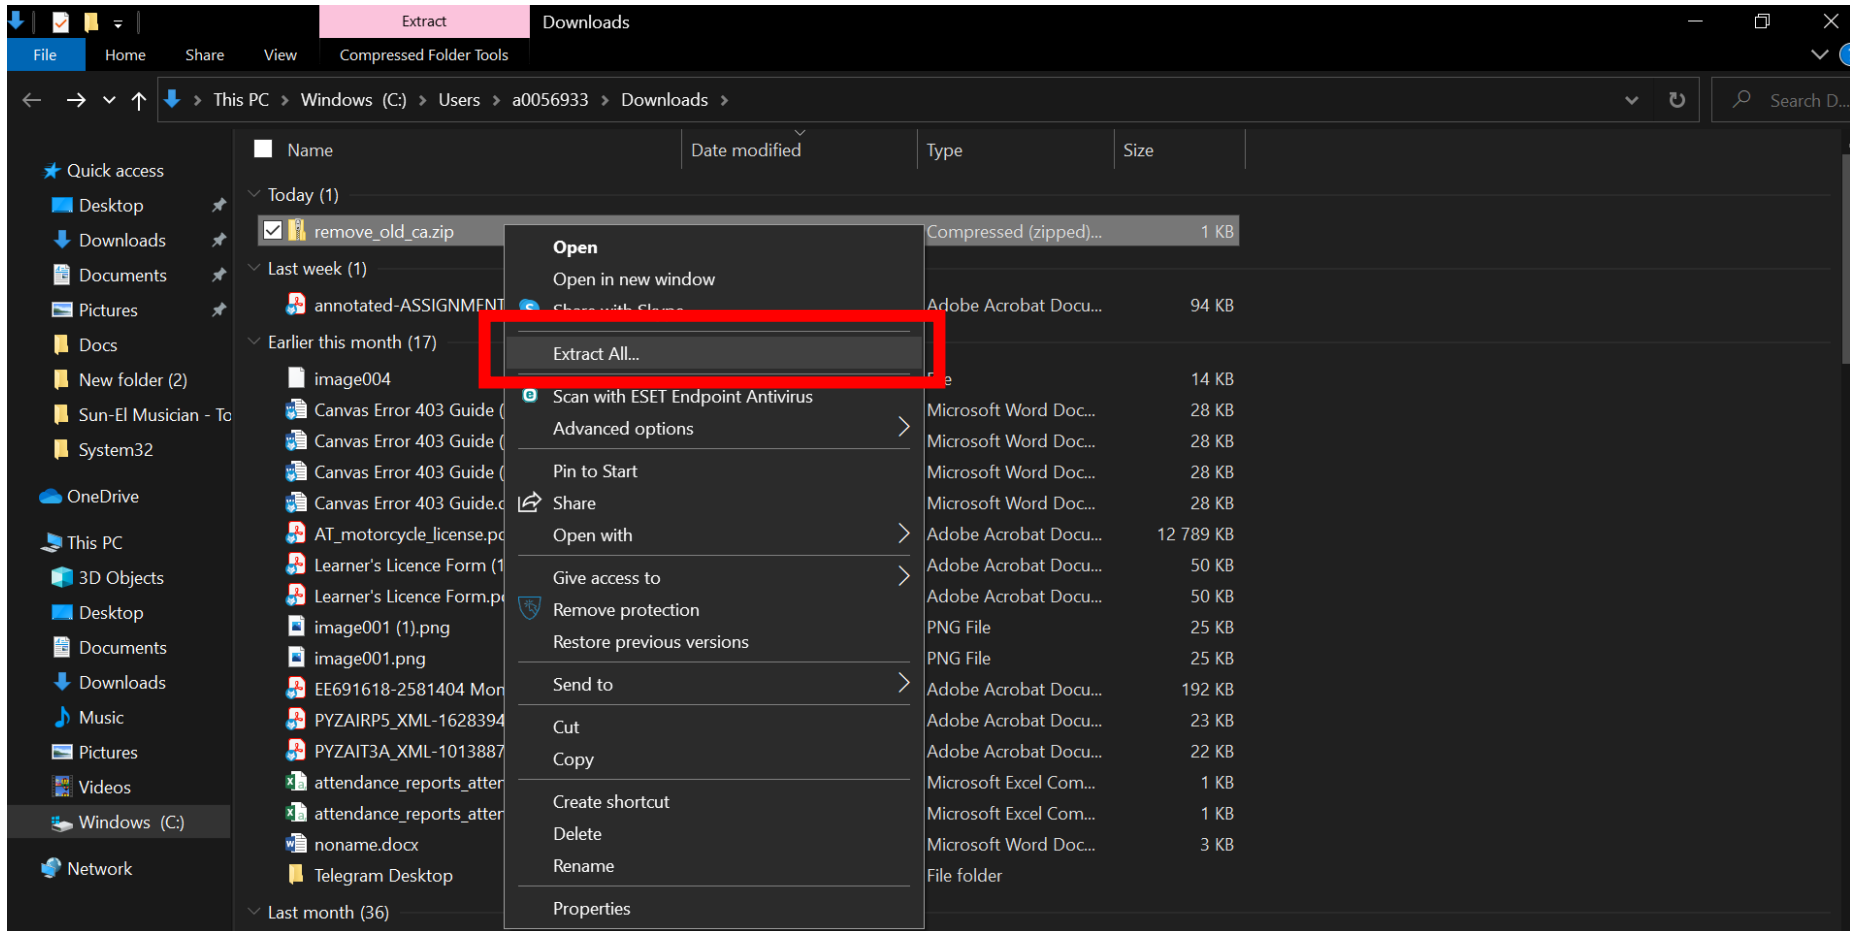 Extract
Downloads
File
Home
Share
View
Compressed Folder Tools
This PC > Windows (C:) > Users > a0056933 > Downloads >
Search D...
Name
Date modified
Type
Size
Quick access
Desktop
Downloads
Documents
Pictures
Docs
New folder (2)
Sun-El Musician - To
System32
OneDrive
This PC
3D Objects
Desktop
Documents
Downloads
Music
Pictures
Videos
Windows (C:)
Network
Today (1)
remove_old_ca.zip
Compressed (zipped)...
1 KB
Last week (1)
annotated-ASSIGNMENT
Adobe Acrobat Docu...
94 KB
Earlier this month (17)
image004
14 KB
Canvas Error 403 Guide (
Microsoft Word Doc...
28 KB
Canvas Error 403 Guide (
Microsoft Word Doc...
28 KB
Canvas Error 403 Guide (
Microsoft Word Doc...
28 KB
Canvas Error 403 Guide.d
Microsoft Word Doc...
28 KB
AT_motorcycle_license.pd
Adobe Acrobat Docu...
12 789 KB
Learner's Licence Form (1
Adobe Acrobat Docu...
50 KB
Learner's Licence Form.pd
Adobe Acrobat Docu...
50 KB
image001 (1).png
PNG File
25 KB
image001.png
PNG File
25 KB
EE691618-2581404 Mon
Adobe Acrobat Docu...
192 KB
PYZAIRP5_XML-1628394
Adobe Acrobat Docu...
23 KB
PYZAIT3A_XML-1013887
Adobe Acrobat Docu...
22 KB
attendance_reports_atter
Microsoft Excel Com...
1 KB
attendance_reports_atter
Microsoft Excel Com...
1 KB
noname.docx
Microsoft Word Doc...
3 KB
Telegram Desktop
File folder
Last month (36)
Open
Open in new window
Share with Skype
Extract All...
Scan with ESET Endpoint Antivirus
Advanced options
Pin to Start
Share
Open with
Give access to
Remove protection
Restore previous versions
Send to
Cut
Copy
Create shortcut
Delete
Rename
Properties